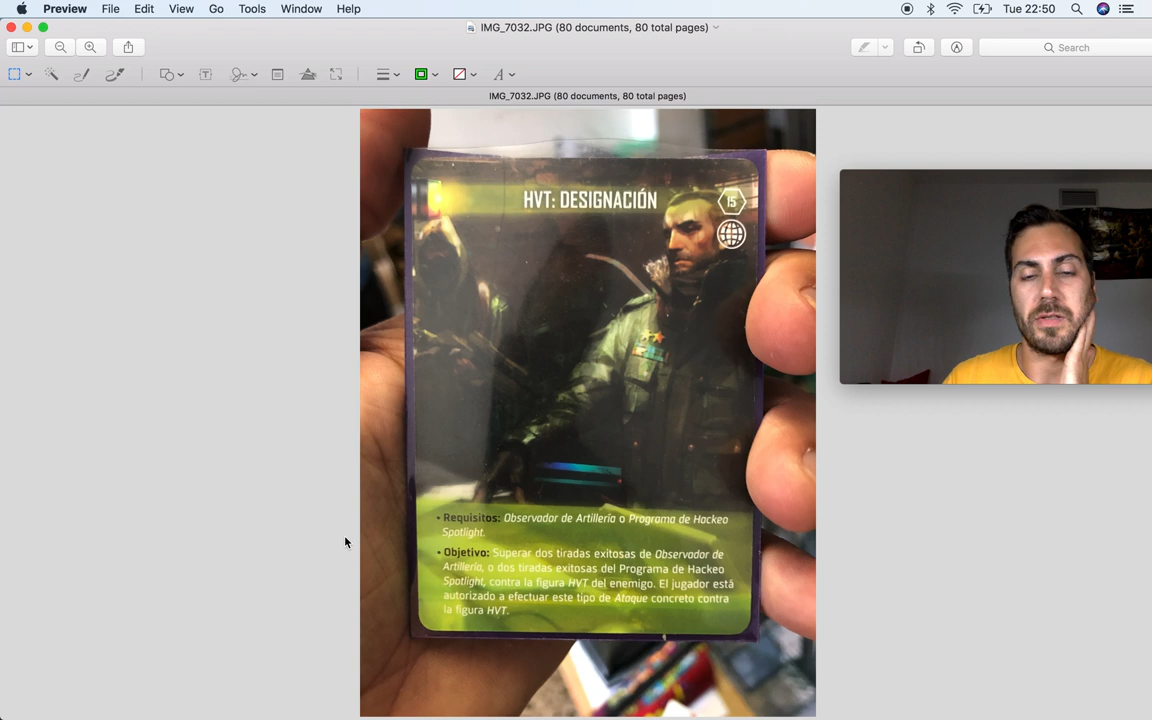 Preview File Edit View Go Tools Window Help
Tue 22:50
IMG_7032.JPG (80 documents, 80 total pages)
Search
IMG_7032.JPG (80 documents, 80 total pages)
HVT: DESIGNACIÓN
15
• Requisitos: Observador de Artillería o Programa de Hackeo
Spotlight.
• Objetivo: Superar dos tiradas exitosas de Observador de
Artillería, o dos tiradas exitosas del Programa de Hackeo
Spotlight, contra la figura HVT del enemigo. El jugador está
autorizado a efectuar este tipo de Ataque concreto contra
la figura HVT.